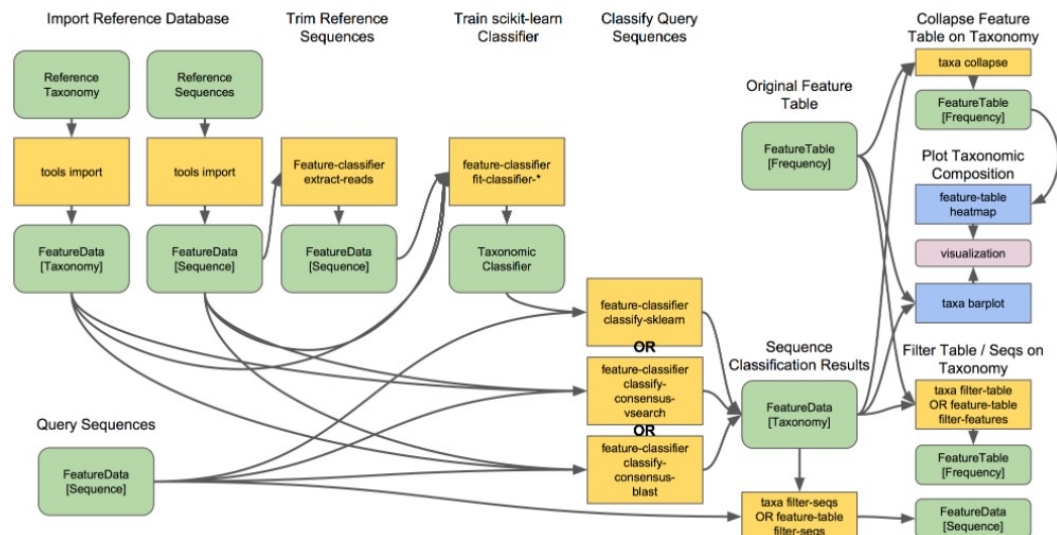 Import Reference Database
Trim Reference
Sequences
Train scikit-learn
Classifier
Classify Query
Sequences
Collapse Feature
Table on Taxonomy
Reference
Taxonomy
Reference
Sequences
tools import
tools import
Feature-classifier
extract-reads
feature-classifier
fit-classifier-*
FeatureData
[Taxonomy]
FeatureData
[Sequence]
FeatureData
[Sequence]
Taxonomic
Classifier
Original Feature
Table
FeatureTable
[Frequency]
taxa collapse
FeatureTable
[Frequency]
Plot Taxonomic
Composition
feature-table
heatmap
visualization
taxa barplot
feature-classifier
classify-sklearn
OR
feature-classifier
classify-
consensus-
vsearch
OR
feature-classifier
classify-
consensus-
blast
Sequence
Classification Results
FeatureData
[Taxonomy]
Filter Table / Seqs on
Taxonomy
taxa filter-table
OR feature-table
filter-features
FeatureTable
[Frequency]
Query Sequences
FeatureData
[Sequence]
taxa filter-seqs
OR feature-table
filter-seqs
FeatureData
[Sequence]